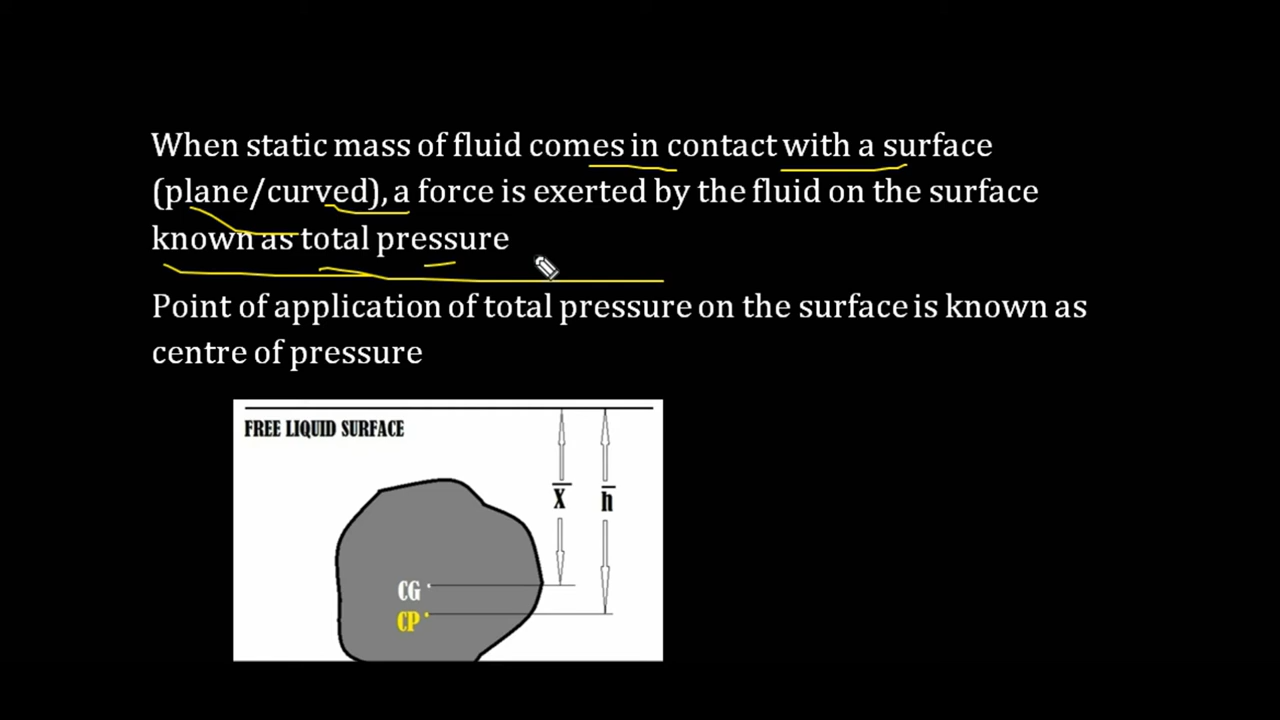 When static mass of fluid comes in contact with a surface
(plane/curved), a force is exerted by the fluid on the surface
known as total pressure
Point of application of total pressure on the surface is known as
centre of pressure
FREE LIQUID SURFACE
x̄ h̄
CG
CP